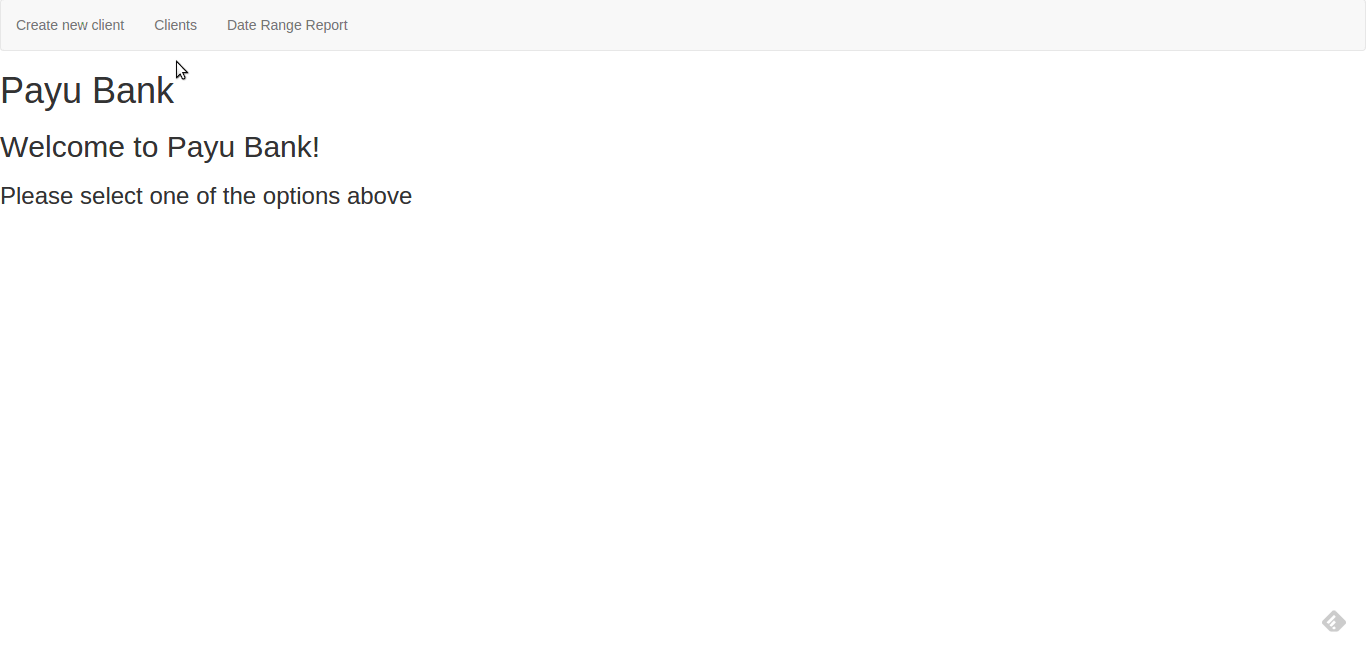 Create new client Clients Date Range Report
Payu Bank
Welcome to Payu Bank!
Please select one of the options above